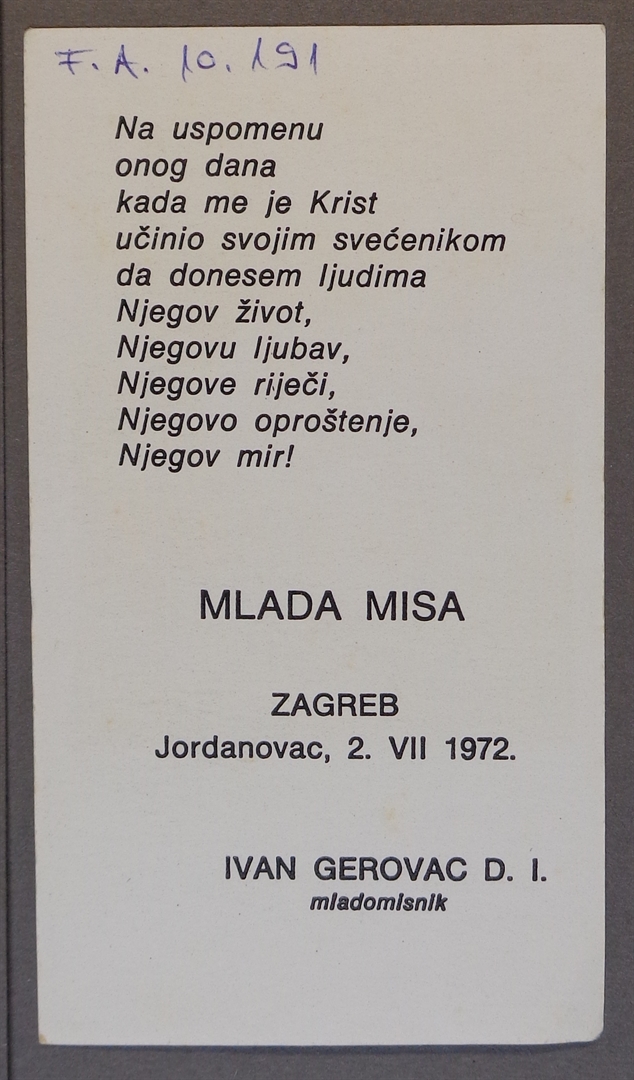 F. A. 10. 191
Na uspomenu
onog dana
kada me je Krist
učinio svojim svećenikom
da donesem ljudima
Njegov život,
Njegovu ljubav,
Njegove riječi,
Njegovo oproštenje,
Njegov mir!
MLADA MISA
ZAGREB
Jordanovac, 2. VII 1972.
IVAN GEROVAC D. I.
mladomisnik